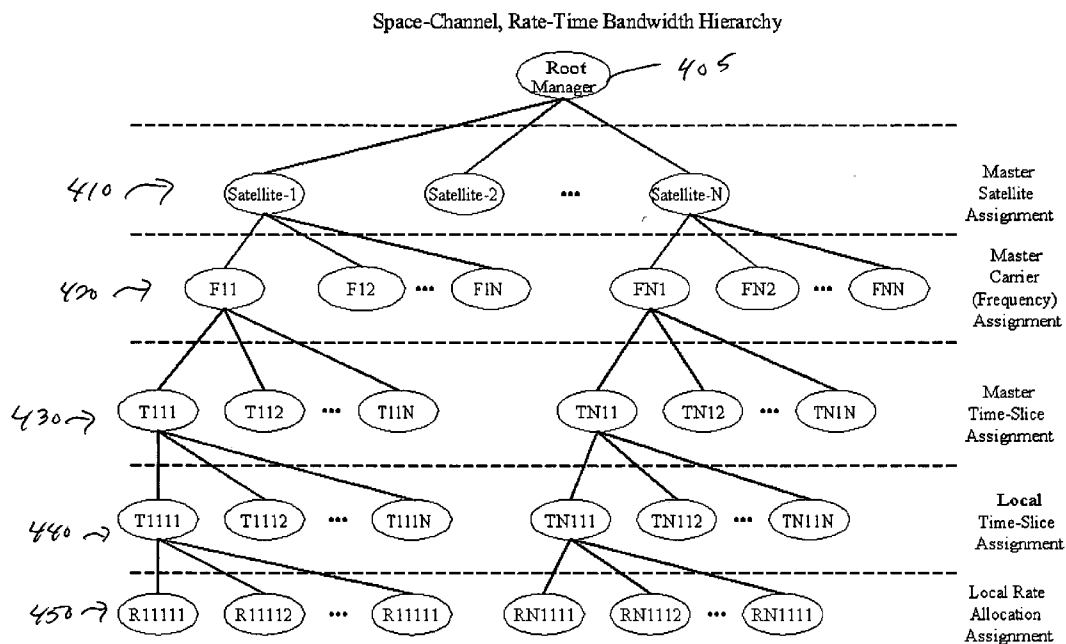 Space-Channel, Rate-Time Bandwidth Hierarchy
Root
Manager
405
410
Satellite-1
Satellite-2
...
Satellite-N
Master
Satellite
Assignment
420
F11
F12
...
F1N
FN1
FN2
...
FNN
Master
Carrier
(Frequency)
Assignment
430
T111
T112
...
T11N
TN11
TN12
...
TN1N
Master
Time-Slice
Assignment
440
T1111
T1112
...
T111N
TN111
TN112
...
TN11N
Local
Time-Slice
Assignment
450
R11111
R11112
...
R11111
RN1111
RN1112
...
RN1111
Local Rate
Allocation
Assignment